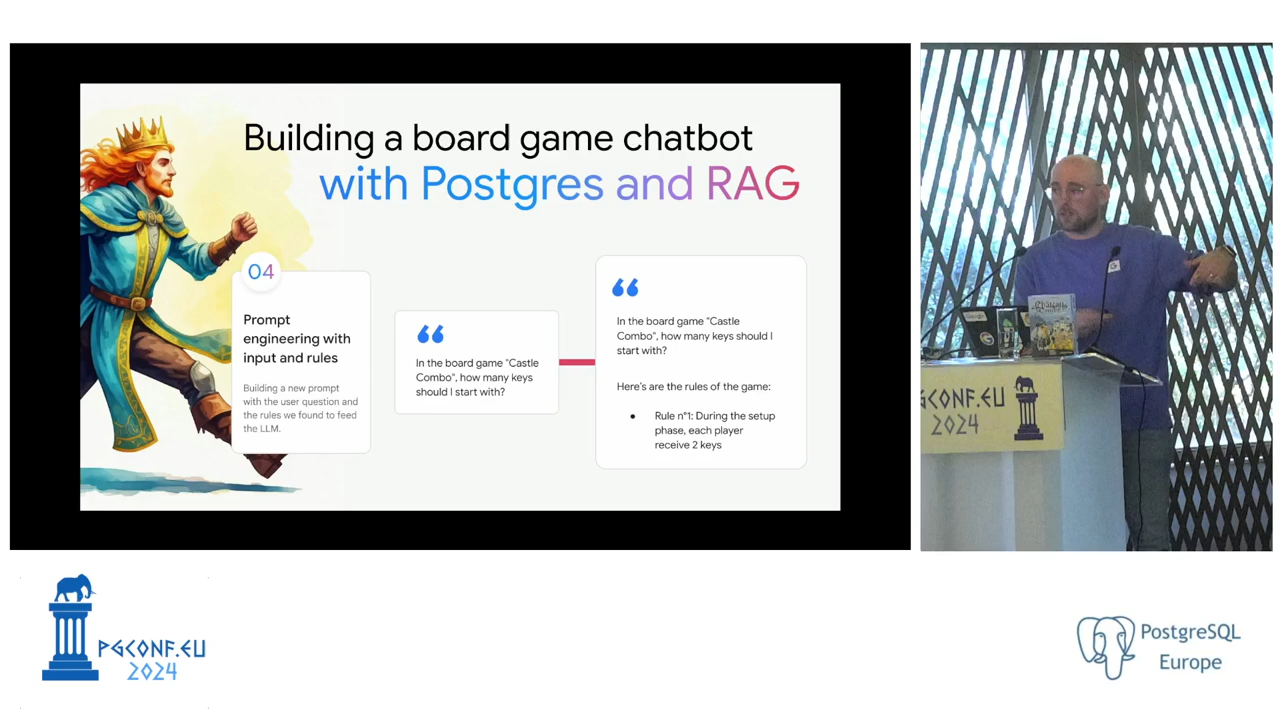 Building a board game chatbot
with Postgres and RAG
04
Prompt
engineering with
input and rules
Building a new prompt
with the user question and
the rules we found to feed
the LLM.
“
In the board game "Castle
Combo", how many keys
should I start with?
“
In the board game "Castle
Combo", how many keys should I
start with?
Here's are the rules of the game:
• Rule n°1: During the setup
phase, each player
receive 2 keys
GCONF.EU
2024
PGCONF.EU
2024
PostgreSQL
Europe